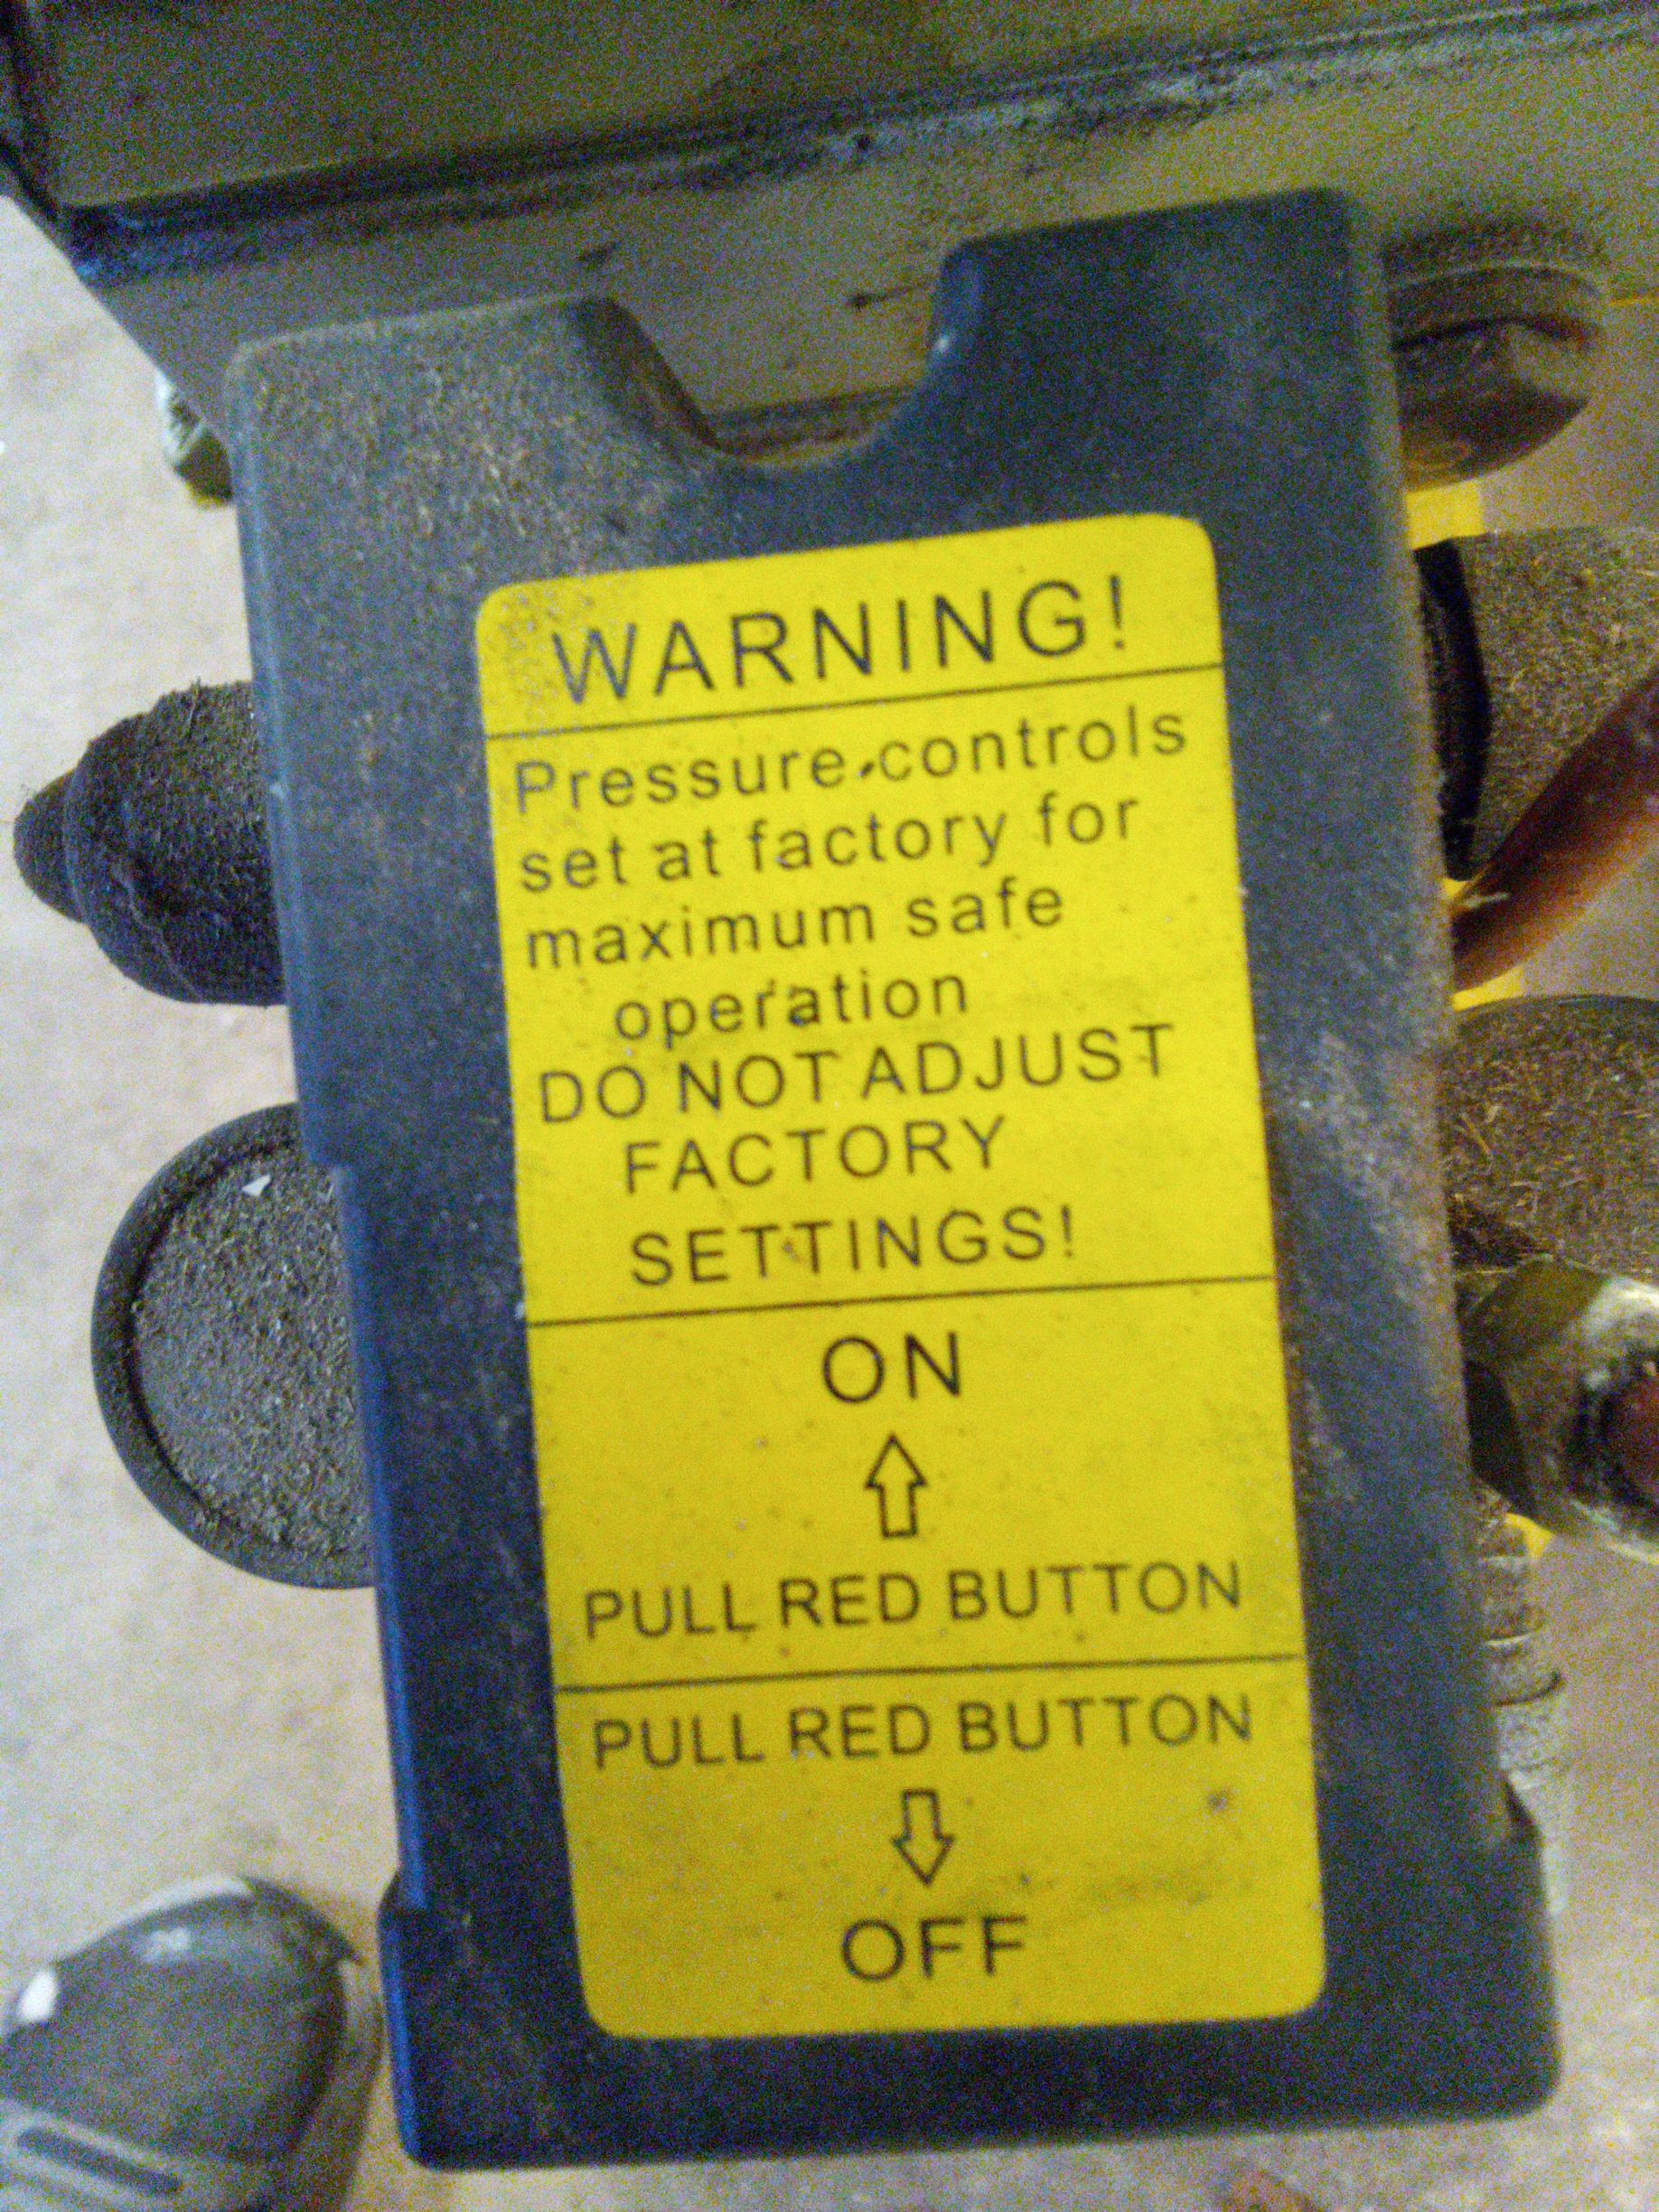 WARNING!
Pressure controls
set at factory for
maximum safe
operation
DO NOT ADJUST
FACTORY
SETTINGS!
ON
PULL RED BUTTON
PULL RED BUTTON
OFF